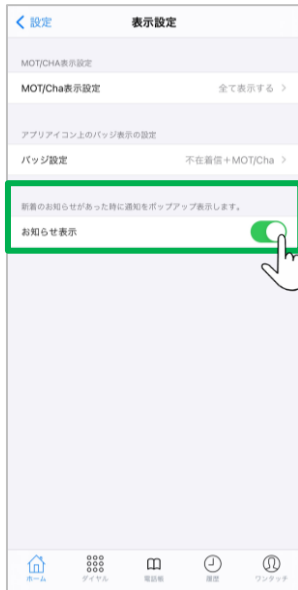 設定
表示設定
MOT/CHA表示設定
MOT/Cha表示設定 全て表示する
アプリアイコン上のバッジ表示の設定
バッジ設定 不在着信+MOT/Cha
新着のお知らせがあった時に通知をポップアップ表示します。
お知らせ表示
ホーム ダイヤル 電話帳 履歴 ワンタッチ